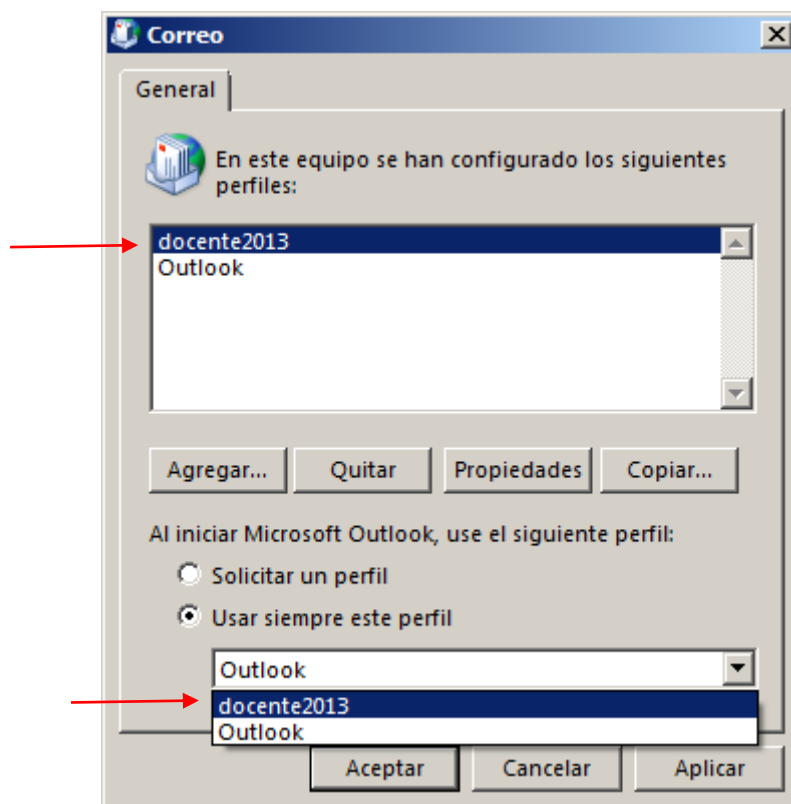 Correo
General
En este equipo se han configurado los siguientes
perfiles:
docente2013
Outlook
Agregar... Quitar Propiedades Copiar...
Al iniciar Microsoft Outlook, use el siguiente perfil:
Solicitar un perfil
Usar siempre este perfil
Outlook
docente2013
Outlook
Aceptar Cancelar Aplicar